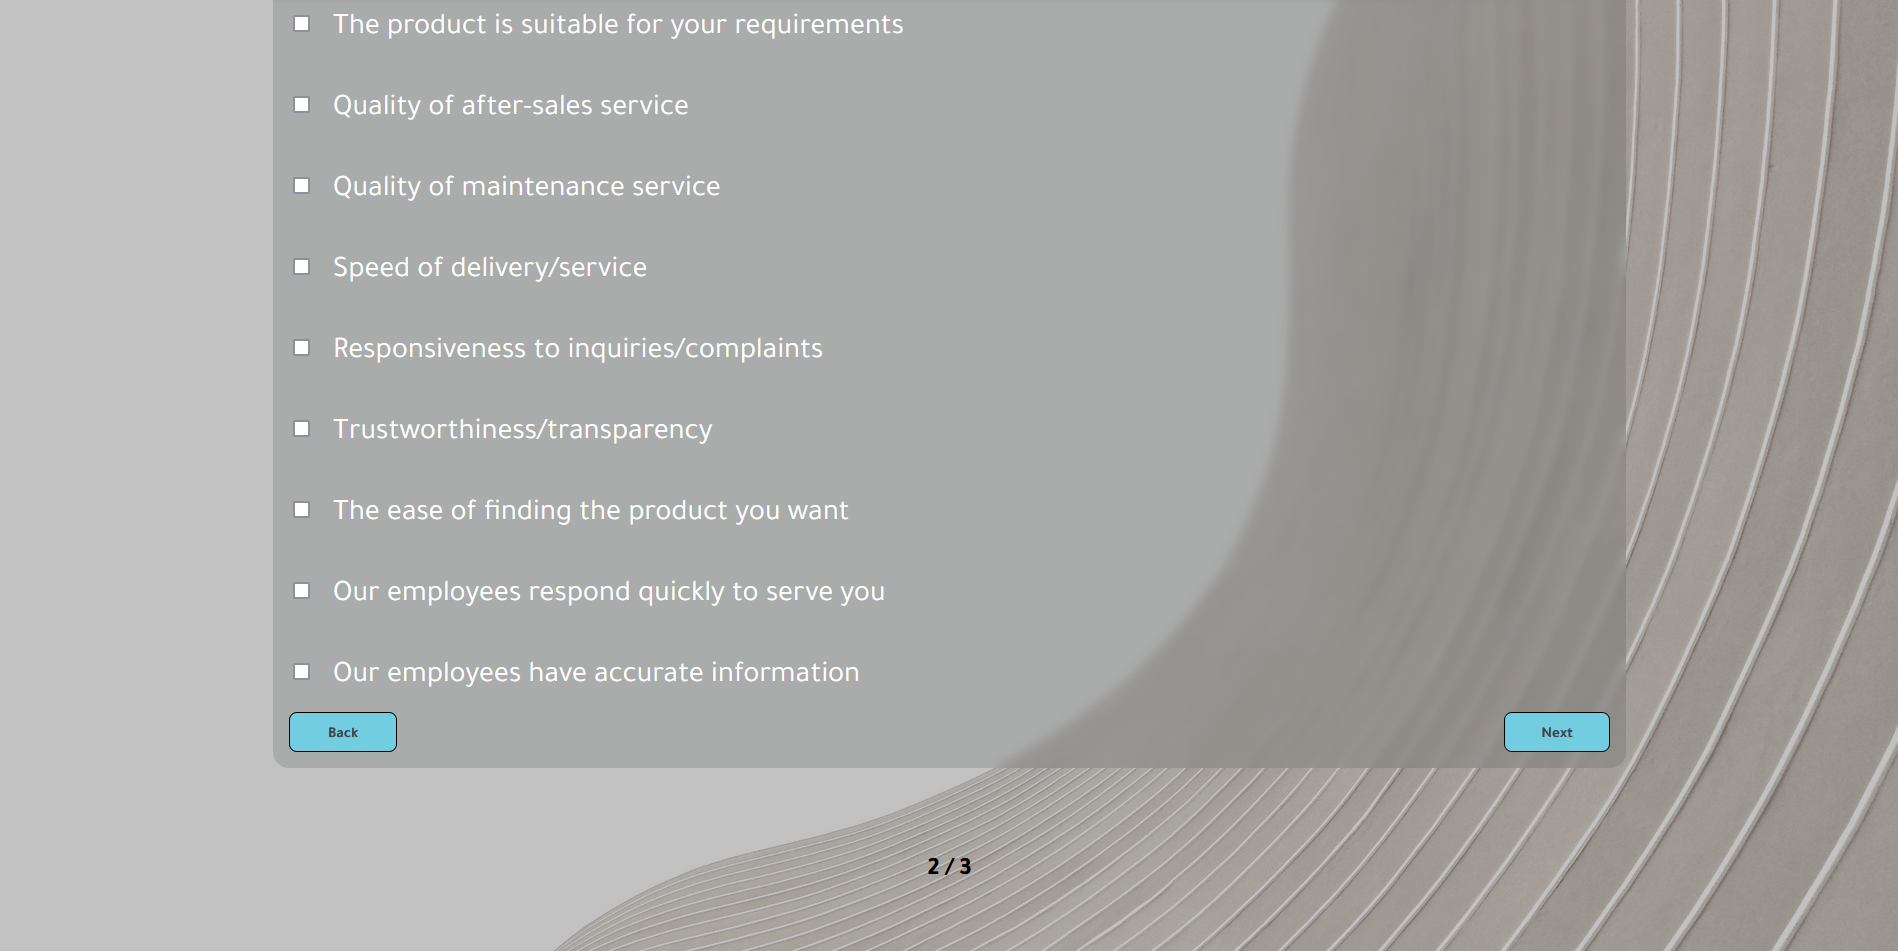 The product is suitable for your requirements
Quality of after-sales service
Quality of maintenance service
Speed of delivery/service
Responsiveness to inquiries/complaints
Trustworthiness/transparency
The ease of finding the product you want
Our employees respond quickly to serve you
Our employees have accurate information
Back
Next
2 / 3